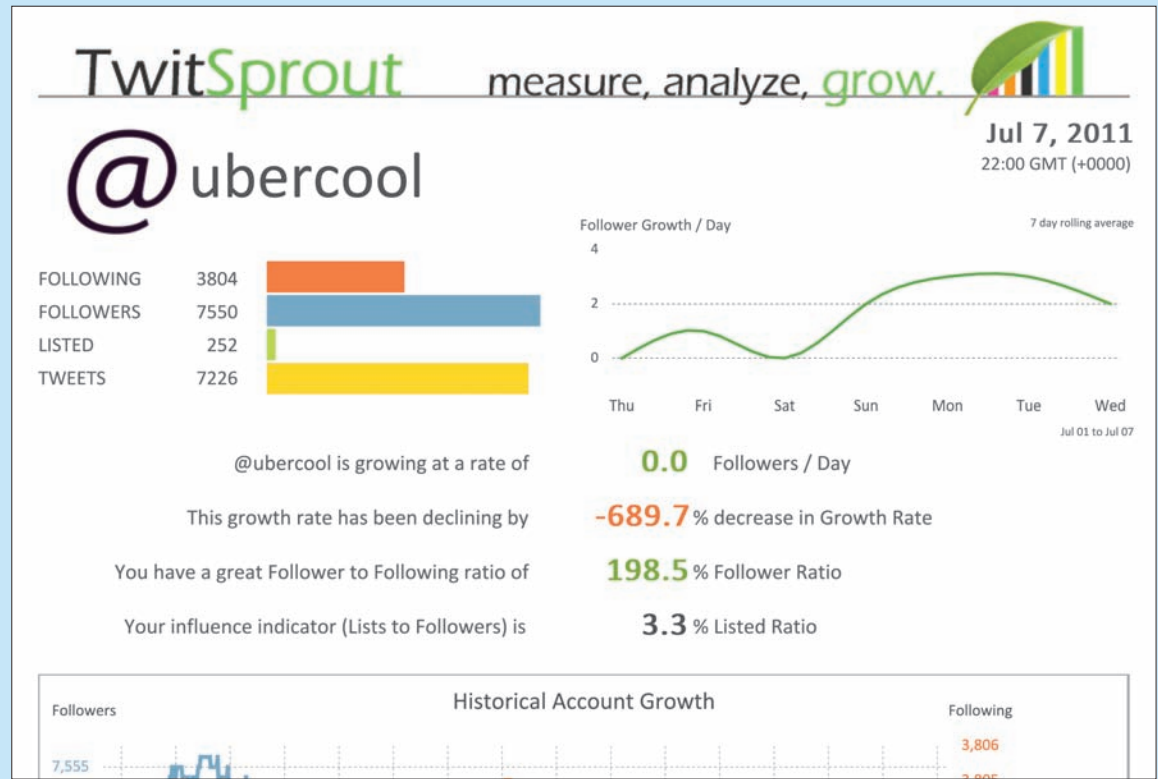 TwitSprout measure, analyze, grow.
Jul 7, 2011
22:00 GMT (+0000)
@ubercool
Follower Growth / Day
7 day rolling average
4
2
0
Thu Fri Sat Sun Mon Tue Wed
Jul 01 to Jul 07
FOLLOWING 3804
FOLLOWERS 7550
LISTED 252
TWEETS 7226
@ubercool is growing at a rate of 0.0 Followers / Day
This growth rate has been declining by -689.7 % decrease in Growth Rate
You have a great Follower to Following ratio of 198.5 % Follower Ratio
Your influence indicator (Lists to Followers) is 3.3 % Listed Ratio
Historical Account Growth
Followers
Following
7,555
3,806